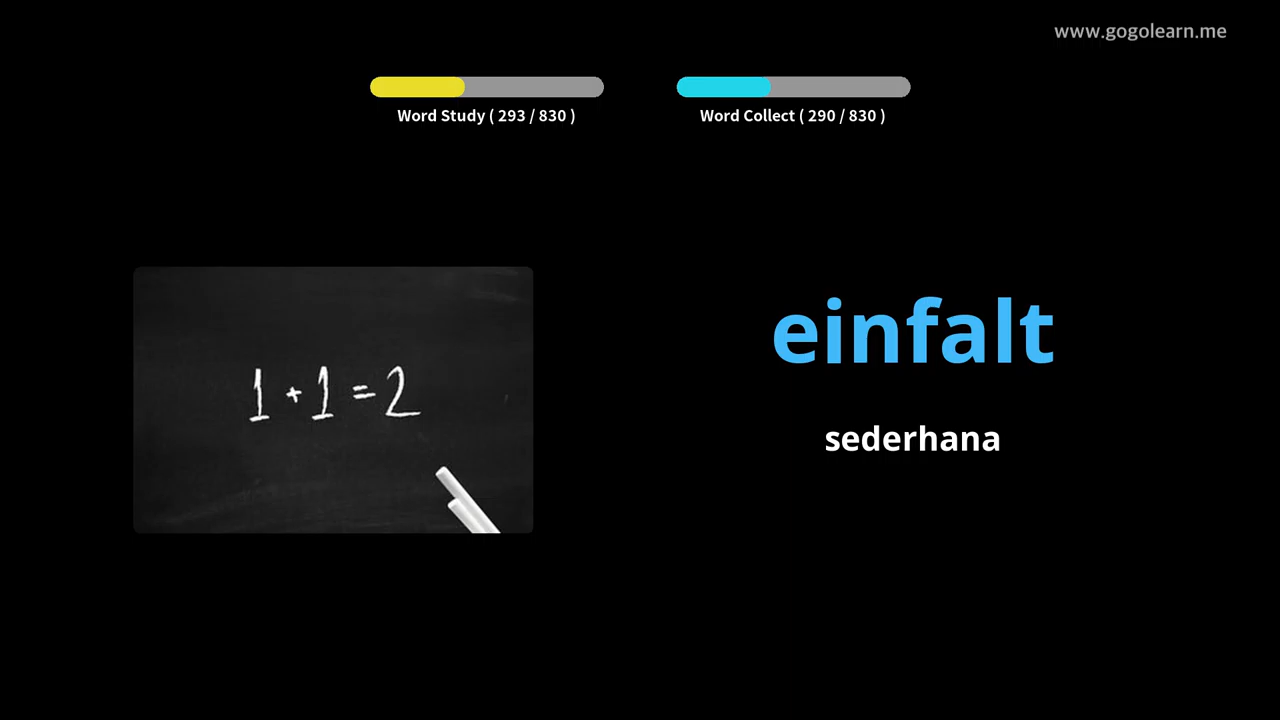 www.gogolearn.me
Word Study ( 293 / 830 )
Word Collect ( 290 / 830 )
1 + 1 = 2
einfalt
sederhana